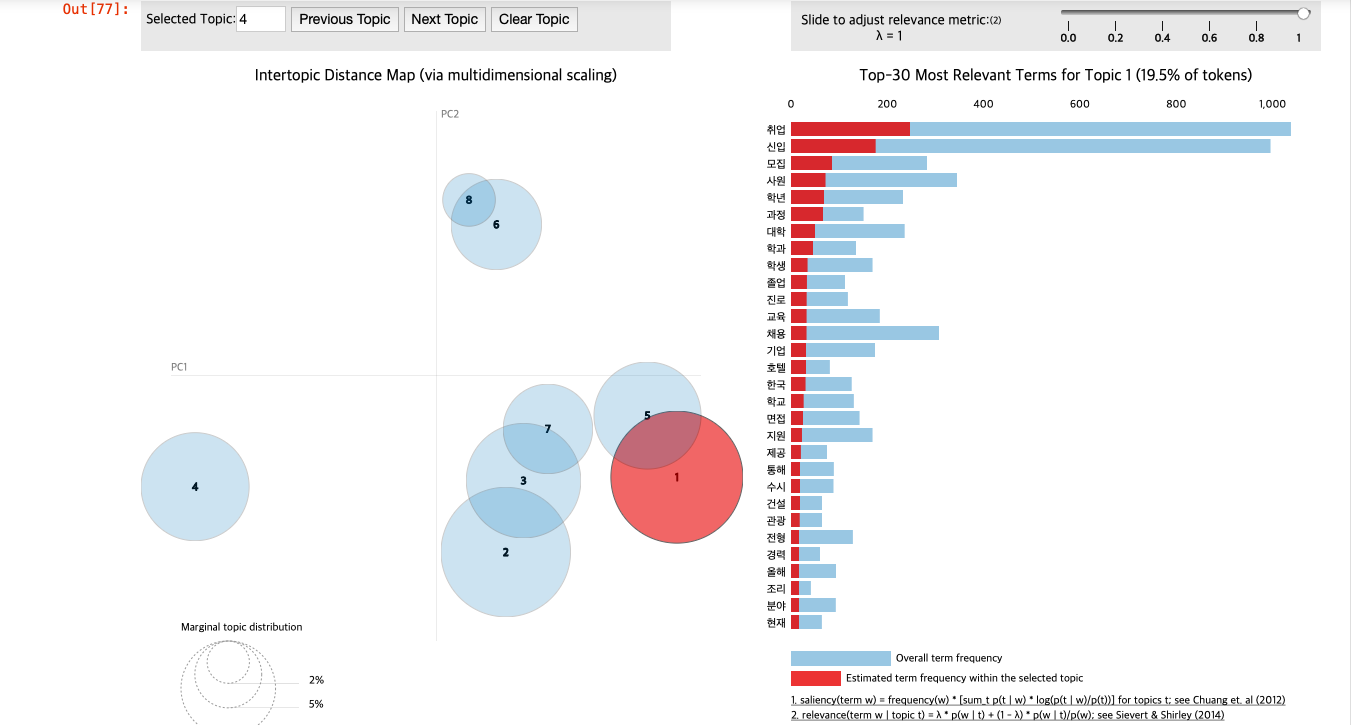 Out[77]:
Selected Topic: 4 Previous Topic Next Topic Clear Topic
Slide to adjust relevance metric:(2)
λ = 1
0.0 0.2 0.4 0.6 0.8 1
Intertopic Distance Map (via multidimensional scaling)
PC2
PC1
8
6
5
7
1
3
4
2
Marginal topic distribution
2%
5%
Top-30 Most Relevant Terms for Topic 1 (19.5% of tokens)
0 200 400 600 800 1,000
취업
신입
모집
사원
학년
과정
대학
학과
학생
졸업
진로
교육
채용
기업
호텔
한국
학교
면접
지원
제공
통해
수시
건설
관광
전형
경력
올해
조리
분야
현재
Overall term frequency
Estimated term frequency within the selected topic
1. saliency(term w) = frequency(w) * [sum_t p(t | w) * log(p(t | w)/p(t))] for topics t; see Chuang et. al (2012)
2. relevance(term w | topic t) = λ * p(w | t) + (1 - λ) * p(w | t)/p(w); see Sievert & Shirley (2014)